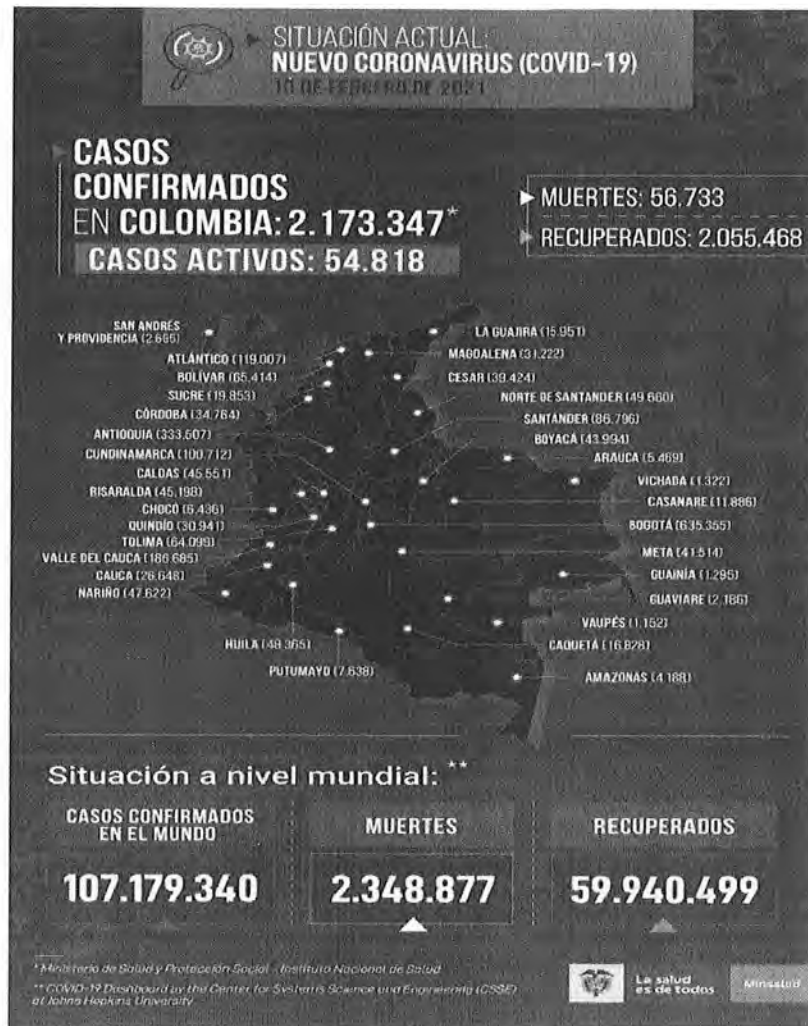 SITUACIÓN ACTUAL:
NUEVO CORONAVIRUS (COVID-19)
10 DE FEBRERO DE 2021
CASOS
CONFIRMADOS
EN COLOMBIA: 2.173.347*
CASOS ACTIVOS: 54.818
MUERTES: 56.733
RECUPERADOS: 2.055.468
SAN ANDRÉS
Y PROVIDENCIA
ATLÁNTICO (119.007)
BOLÍVAR (65.414)
SUCRE (19.853)
CÓRDOBA (34.764)
ANTIOQUIA (333.507)
CUNDINAMARCA (100.712)
CALDAS (45.551)
RISARALDA (45.198)
CHOCÓ (6.436)
QUINDÍO (30.941)
TOLIMA (64.099)
VALLE DEL CAUCA (186.685)
CAUCA (26.648)
NARIÑO (47.622)
HUILA (48.365)
PUTUMAYO (7.638)
LA GUAJIRA (15.951)
MAGDALENA (31.222)
CESAR (39.424)
NORTE DE SANTANDER (49.660)
SANTANDER (86.796)
BOYACÁ (43.994)
ARAUCA (5.469)
VICHADA (1.322)
CASANARE (11.886)
BOGOTÁ (635.355)
META (41.514)
GUAINÍA (1.295)
GUAVIARE (2.186)
VAUPÉS (1.152)
CAQUETÁ (16.828)
AMAZONAS (4.188)
Situación a nivel mundial: **
CASOS CONFIRMADOS
EN EL MUNDO
107.179.340
MUERTES
2.348.877
RECUPERADOS
59.940.499
* Ministerio de Salud y Protección Social - Instituto Nacional de Salud
** COVID-19 Dashboard by the Center for Systems Science and Engineering (CSSE)
at Johns Hopkins University
La salud
es de todos
Minsalud